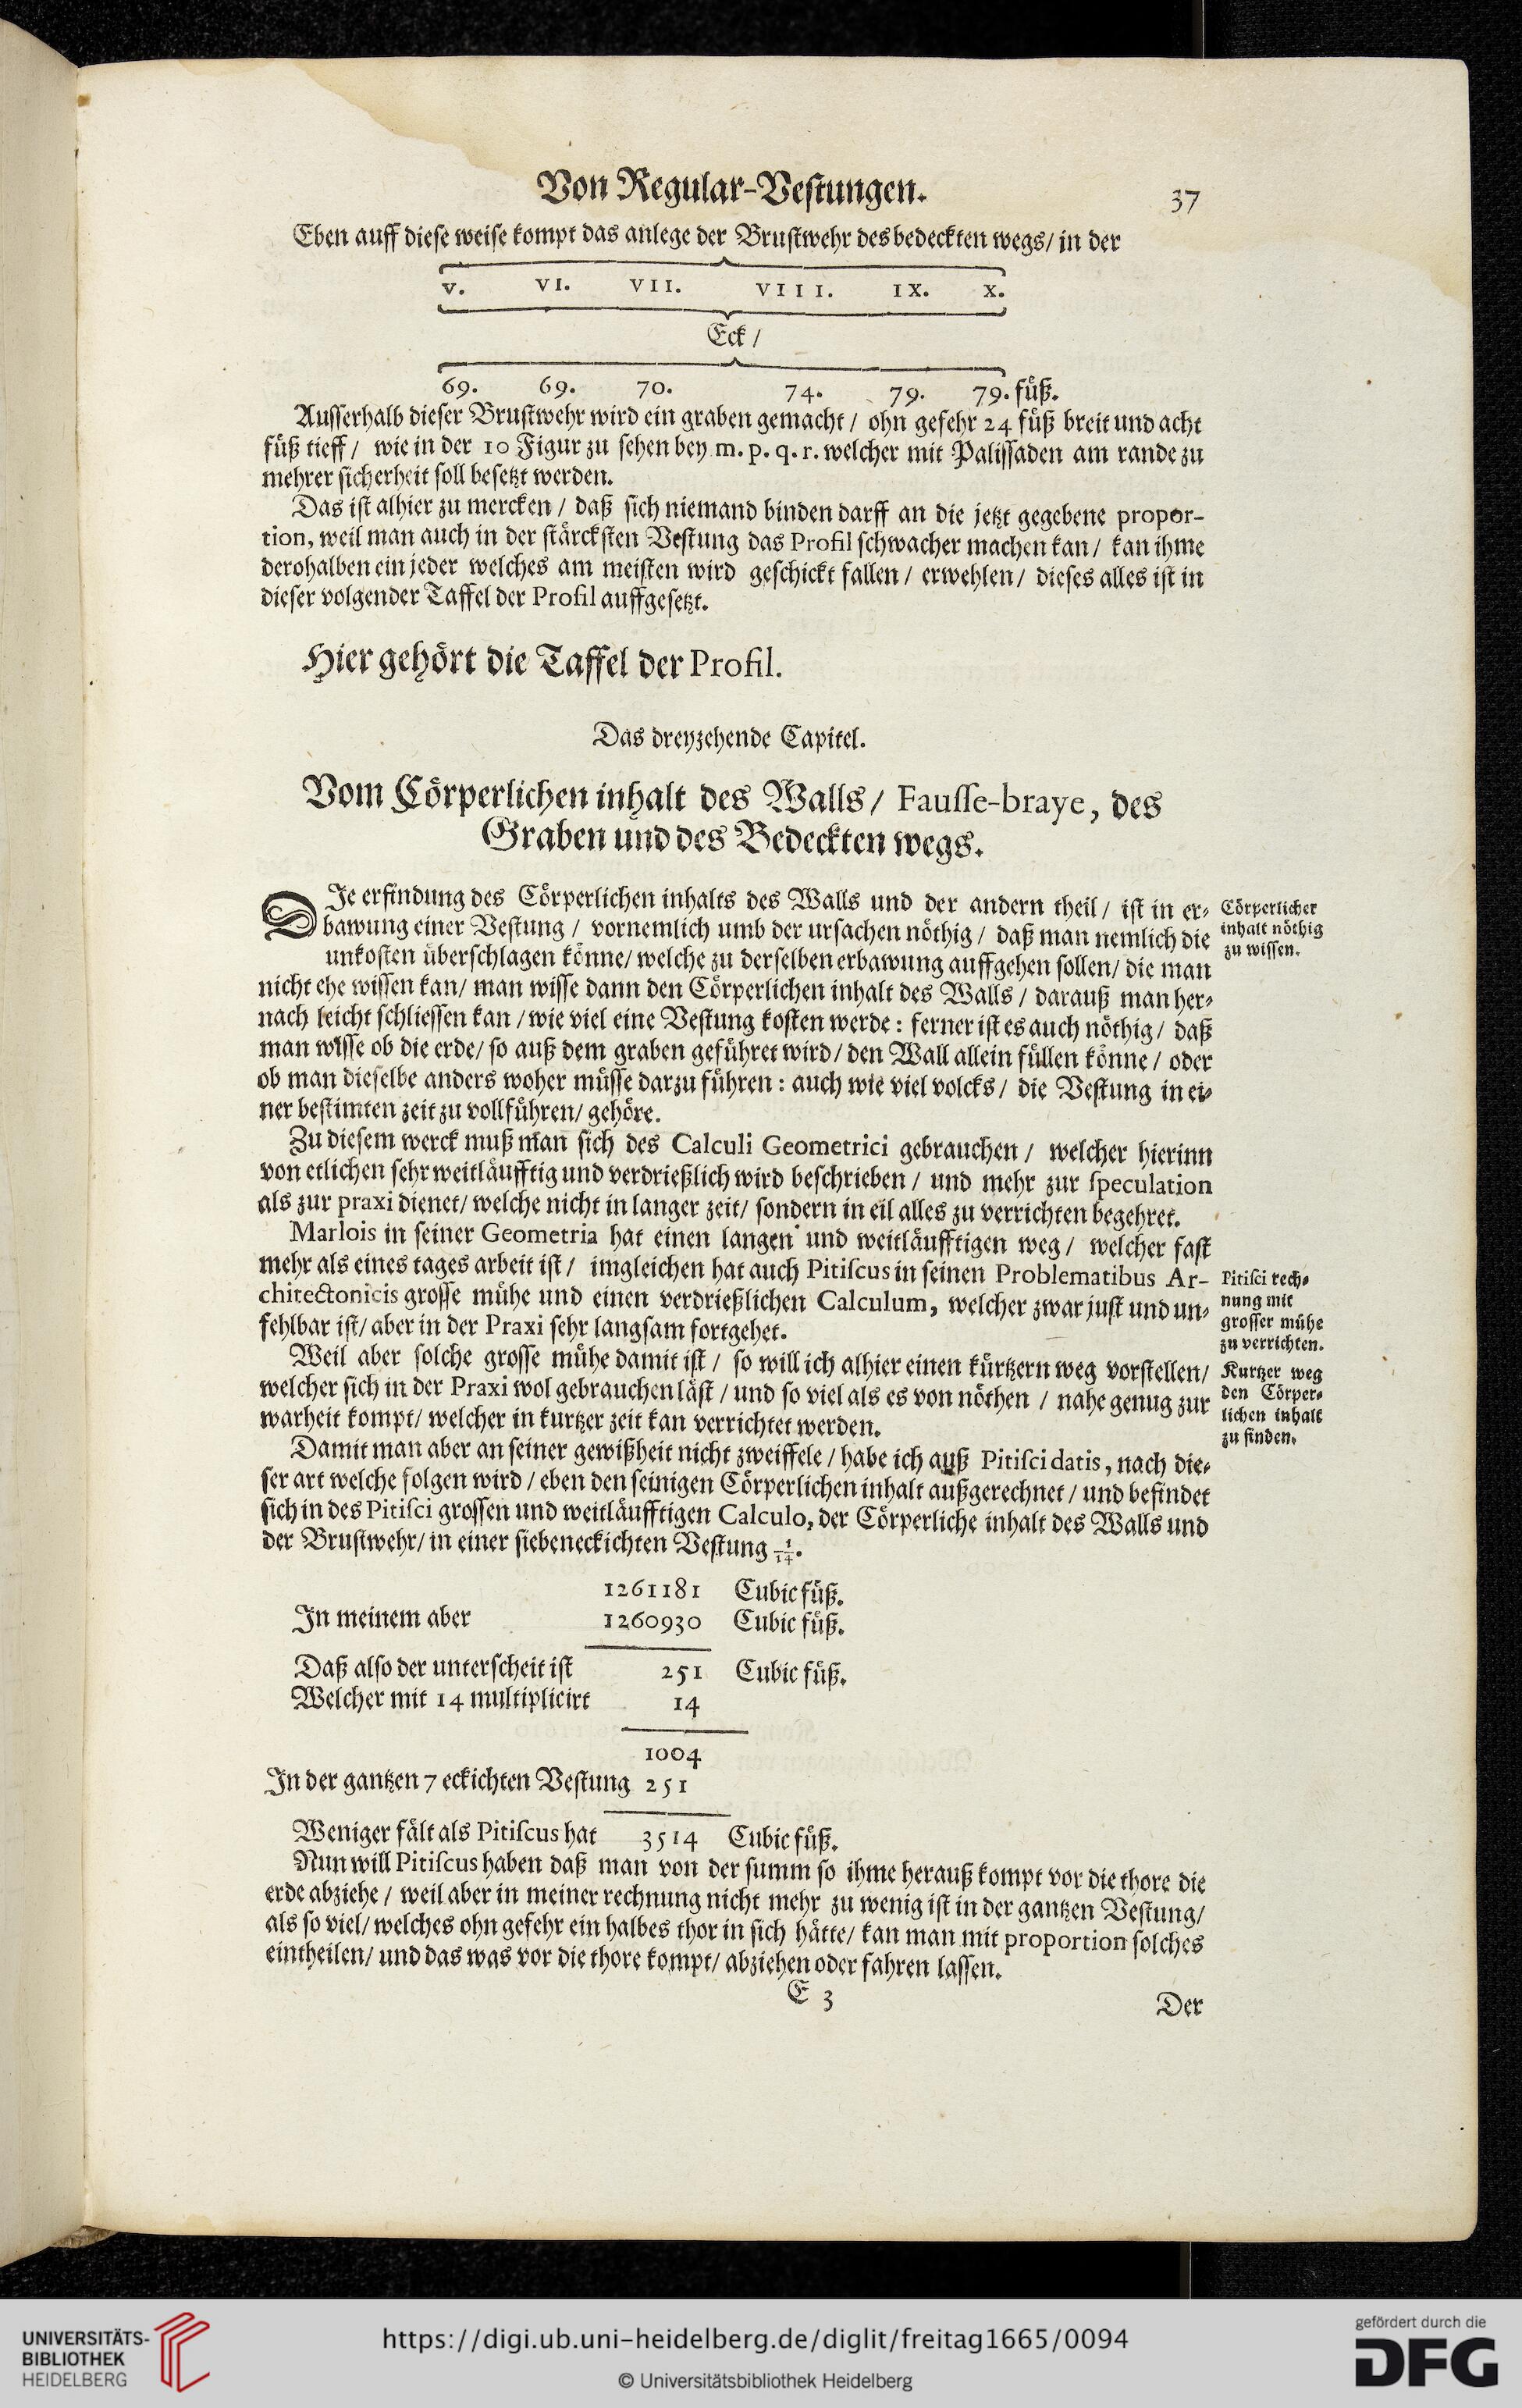 Von Regular-Vestungen.
37
Eben auff diese weise kompt das anlege der Brustwehr des bedeckten wegs/ in der
V. VI. VII. VIII. IX. X.
Eck /
69. 69. 70. 74. 79. 79. füß.
Ausserhalb dieser Brustwehr wird ein graben gemacht / ohn gefehr 24 füß breit und acht
füß tieff / wie in der 10 Figur zu sehen bey m. p. q. r. welcher mit Palissaden am rande zu
mehrer sicherheit soll besetzt werden.
Das ist alhier zu mercken / daß sich niemand binden darff an die jetzt gegebene propor-
tion, weil man auch in der stärcksten Vestung das Profil schwacher machen kan / kan ihme
derohalben ein jeder welches am meisten wird geschickt fallen / erwehlen / dieses alles ist in
dieser volgender Taffel der Profil auffgesetzt.
Hier gehört die Taffel der Profil.
Das dreyzehende Capitel.
Vom Cörperlichen inhalt des Walls / Fausse-braye, des
Graben und des Bedeckten wegs.
DIe erfindung des Cörperlichen inhalts des Walls und der andern theil / ist in er-
bawung einer Vestung / vornemlich umb der ursachen nöthig / daß man nemlich die
unkosten überschlagen könne/ welche zu derselben erbawung auffgehen sollen/ die man
nicht ehe wissen kan/ man wisse dann den Cörperlichen inhalt des Walls / darauß man her-
nach leicht schliessen kan / wie viel eine Vestung kosten werde : ferner ist es auch nöthig / daß
man wisse ob die erde/ so auß dem graben geführet wird / den Wall allein füllen könne / oder
ob man dieselbe anders woher müsse darzu führen : auch wie viel volcks / die Vestung in ei-
ner bestimten zeit zu vollführen/ gehöre.
Cörperlicher
inhalt nöthig
zu wissen.
Zu diesem werck muß man sich des Calculi Geometrici gebrauchen / welcher hierinn
von etlichen sehr weitläufftig und verdrießlich wird beschrieben / und mehr zur speculation
als zur praxi dienet/ welche nicht in langer zeit/ sondern in eil alles zu verrichten begehret.
Marlois in seiner Geometria hat einen langen und weitläufftigen weg / welcher fast
mehr als eines tages arbeit ist / imgleichen hat auch Pitiscus in seinen Problematibus Ar-
chitectonicis grosse mühe und einen verdrießlichen Calculum, welcher zwar just und un-
fehlbar ist/ aber in der Praxi sehr langsam fortgehet.
Pitisci rech-
nung mit
grosser mühe
zu verrichten.
Weil aber solche grosse mühe damit ist / so will ich alhier einen kürtzern weg vorstellen/
welcher sich in der Praxi wol gebrauchen läst / und so viel als es von nöthen / nahe genug zur
warheit kompt/ welcher in kurtzer zeit kan verrichtet werden.
Kurtzer weg
den Cörper-
lichen inhalt
zu finden.
Damit man aber an seiner gewißheit nicht zweiffele / habe ich auß Pitisci datis, nach die-
ser art welche folgen wird / eben den seinigen Cörperlichen inhalt außgerechnet / und befindet
sich in des Pitisci grossen und weitläufftigen Calculo, der Cörperliche inhalt des Walls und
der Brustwehr/ in einer siebeneckichten Vestung 1/14.
1261181 Cubic füß.
In meinem aber 1260930 Cubic füß.
Daß also der unterscheit ist 251 Cubic füß.
Welcher mit 14 multiplicirt 14
1004
In der gantzen 7 eckichten Vestung 251
Weniger fält als Pitiscus hat 3514 Cubic füß.
Nun will Pitiscus haben daß man von der summ so ihme herauß kompt vor die thore die
erde abziehe / weil aber in meiner rechnung nicht mehr zu wenig ist in der gantzen Vestung/
als so viel/ welches ohn gefehr ein halbes thor in sich hätte/ kan man mit proportion solches
eintheilen/ und das was vor die thore kompt/ abziehen oder fahren lassen.
E 3
Der
UNIVERSITÄTS-
BIBLIOTHEK
HEIDELBERG
https://digi.ub.uni-heidelberg.de/diglit/freitag1665/0094
© Universitätsbibliothek Heidelberg
gefördert durch die
DFG